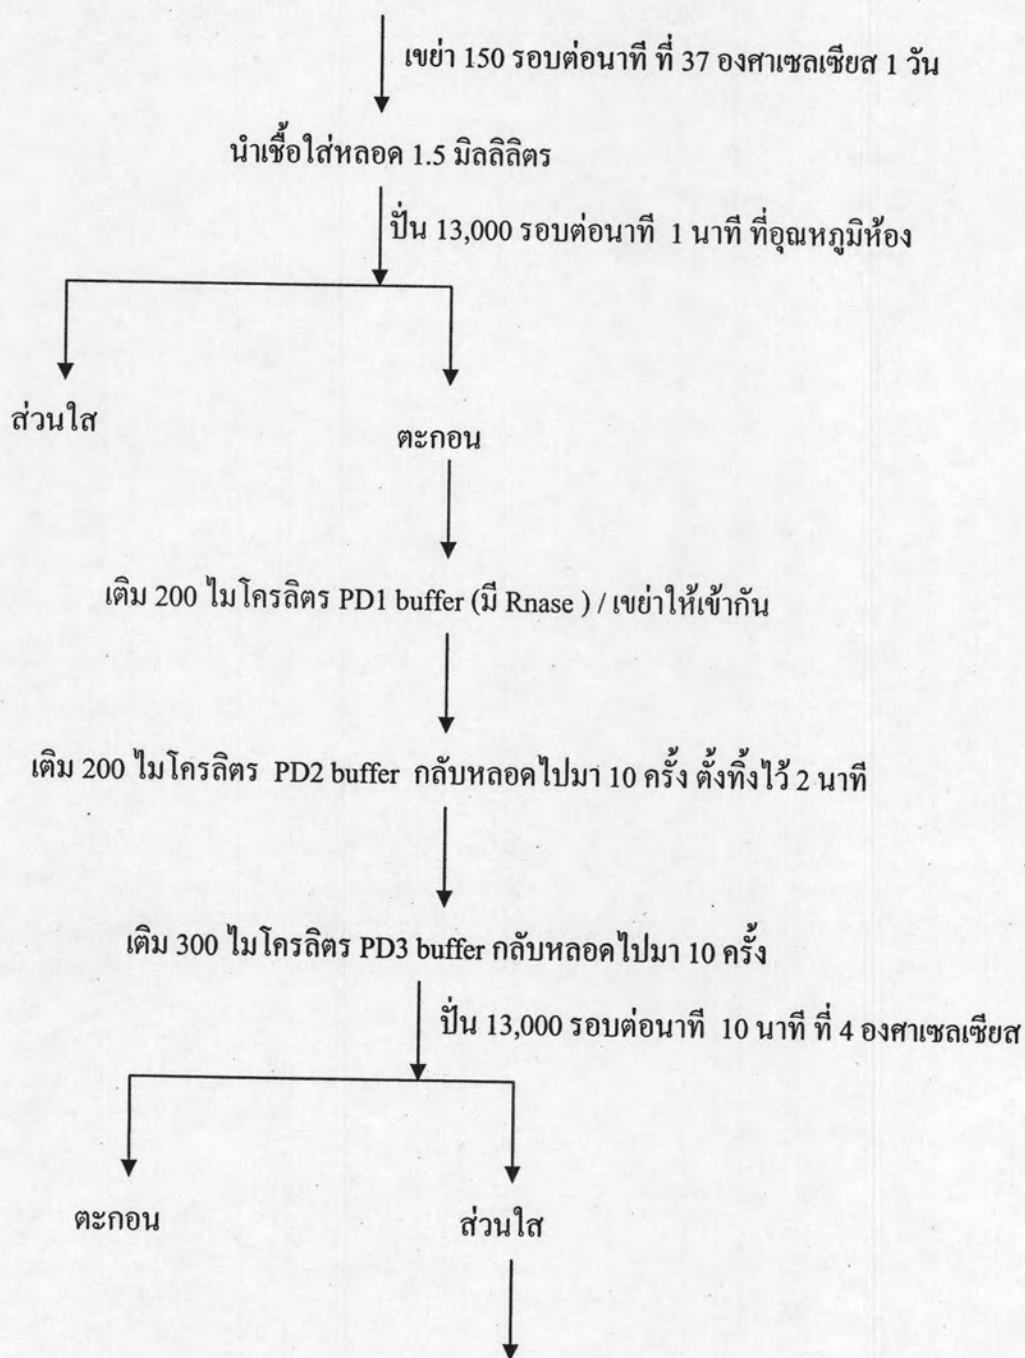 เขย่า 150 รอบต่อนาที ที่ 37 องศาเซลเซียส 1 วัน
นำเชื้อใส่หลอด 1.5 มิลลิลิตร
ปั่น 13,000 รอบต่อนาที 1 นาที ที่อุณหภูมิห้อง
ส่วนใส
ตะกอน
เติม 200 ไมโครลิตร PD1 buffer (มี Rnase ) / เขย่าให้เข้ากัน
เติม 200 ไมโครลิตร PD2 buffer กลับหลอดไปมา 10 ครั้ง ตั้งทิ้งไว้ 2 นาที
เติม 300 ไมโครลิตร PD3 buffer กลับหลอดไปมา 10 ครั้ง
ปั่น 13,000 รอบต่อนาที 10 นาที ที่ 4 องศาเซลเซียส
ตะกอน
ส่วนใส